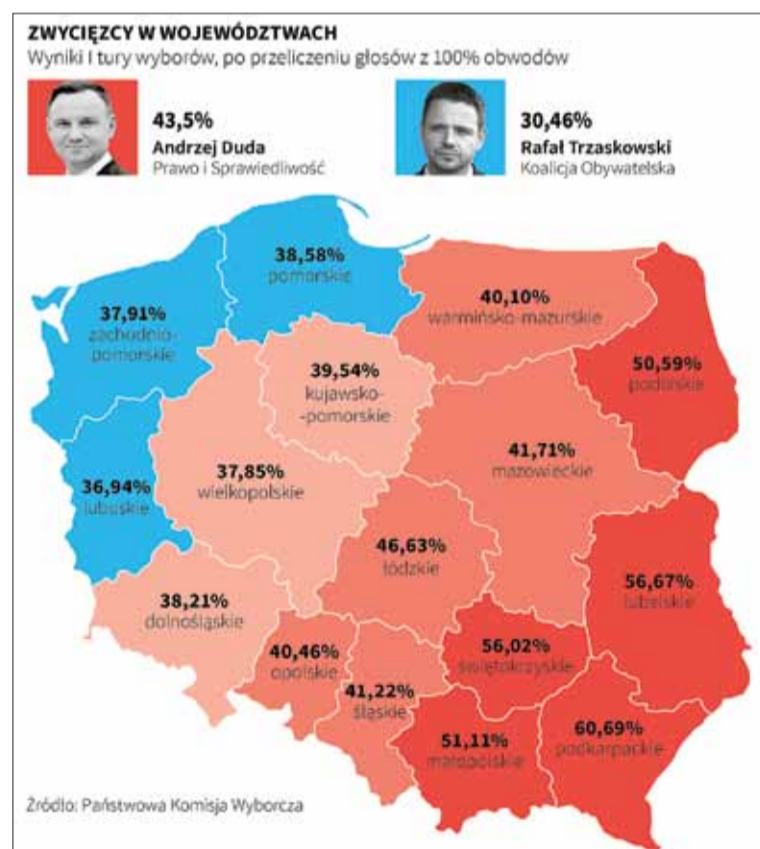 ZWYCIĘZCY W WOJEWÓDZTWACH
Wyniki I tury wyborów, po przeliczeniu głosów z 100% obwodów
43,5%
Andrzej Duda
Prawo i Sprawiedliwość
30,46%
Rafał Trzaskowski
Koalicja Obywatelska
38,58%
pomorskie
37,91%
zachodnio-
pomorskie
40,10%
warmińsko-mazurskie
50,59%
podlaskie
39,54%
kujawsko-
-pomorskie
41,71%
mazowieckie
37,85%
wielkopolskie
36,94%
lubuskie
46,63%
łódzkie
56,67%
lubelskie
38,21%
dolnośląskie
40,46%
opolskie
41,22%
śląskie
56,02%
świętokrzyskie
51,11%
małopolskie
60,69%
podkarpackie
Źródło: Państwowa Komisja Wyborcza